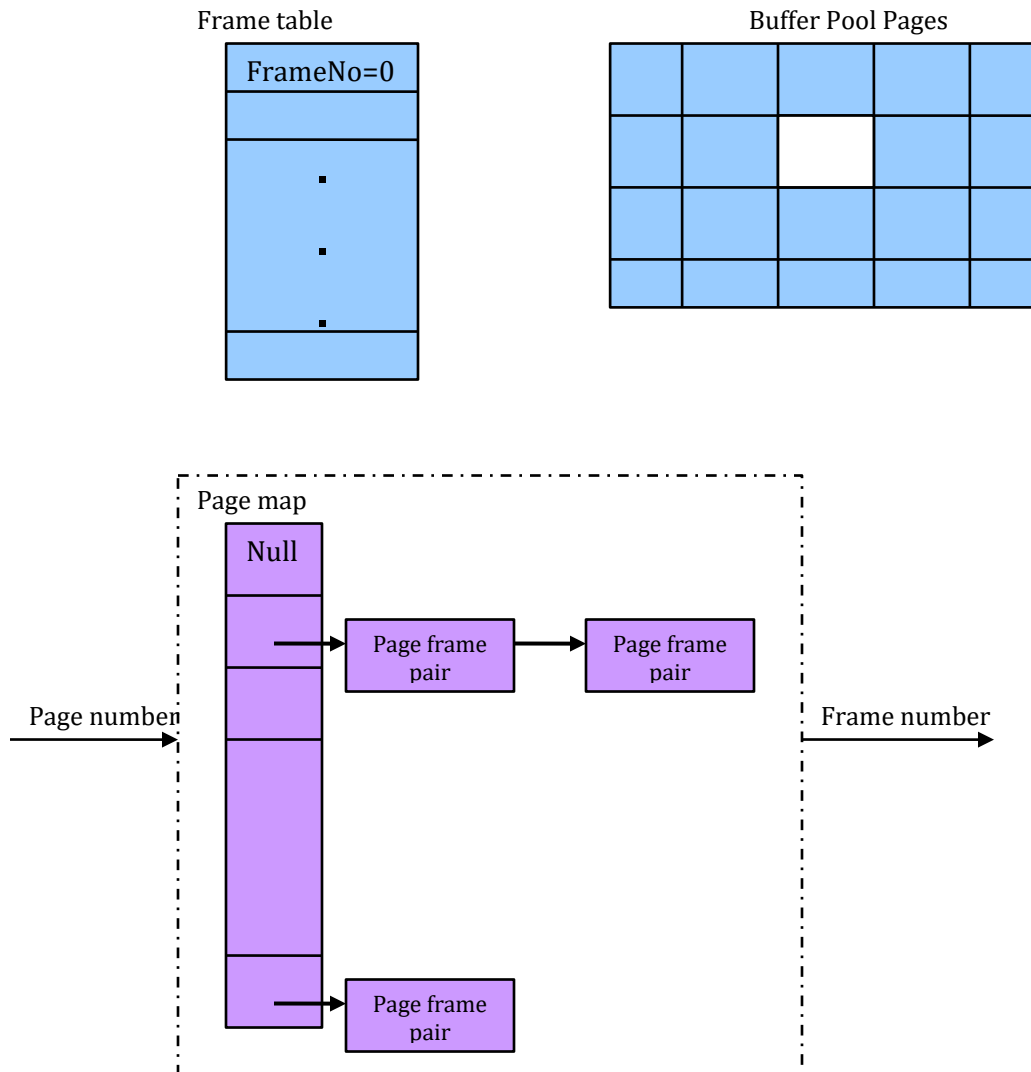 Frame table
Buffer Pool Pages
FrameNo=0
Page map
Null
Page frame
pair
Page frame
pair
Page number
Frame number
Page frame
pair